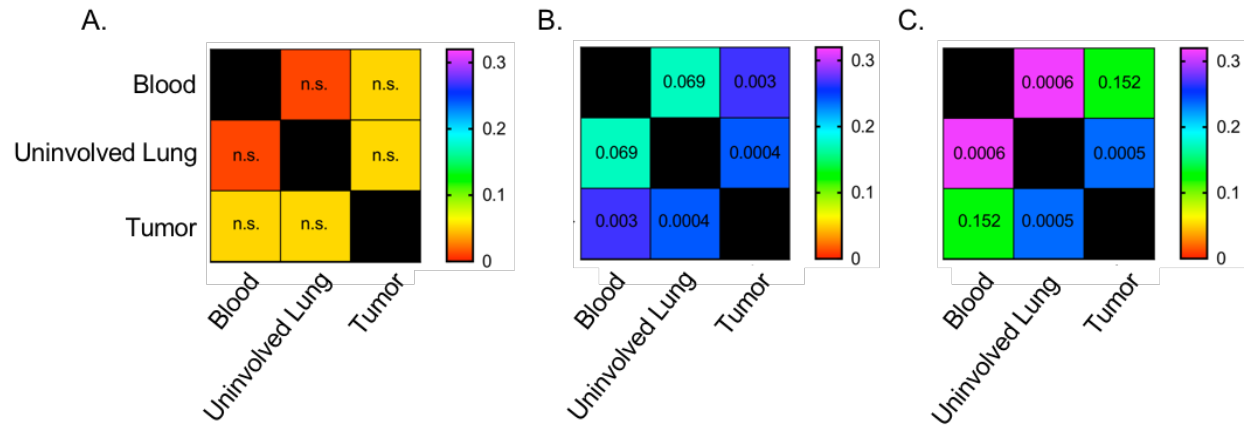 A.
B.
C.
Blood
n.s.
n.s.
0.3
0.069
0.003
0.3
0.0006
0.152
0.3
Uninvolved Lung
n.s.
n.s.
0.2
0.069
0.0004
0.2
0.0006
0.0005
0.2
Tumor
n.s.
n.s.
0.1
0.003
0.0004
0.1
0.152
0.0005
0.1
0
0
0
Blood
Uninvolved Lung
Tumor
Blood
Uninvolved Lung
Tumor
Blood
Uninvolved Lung
Tumor